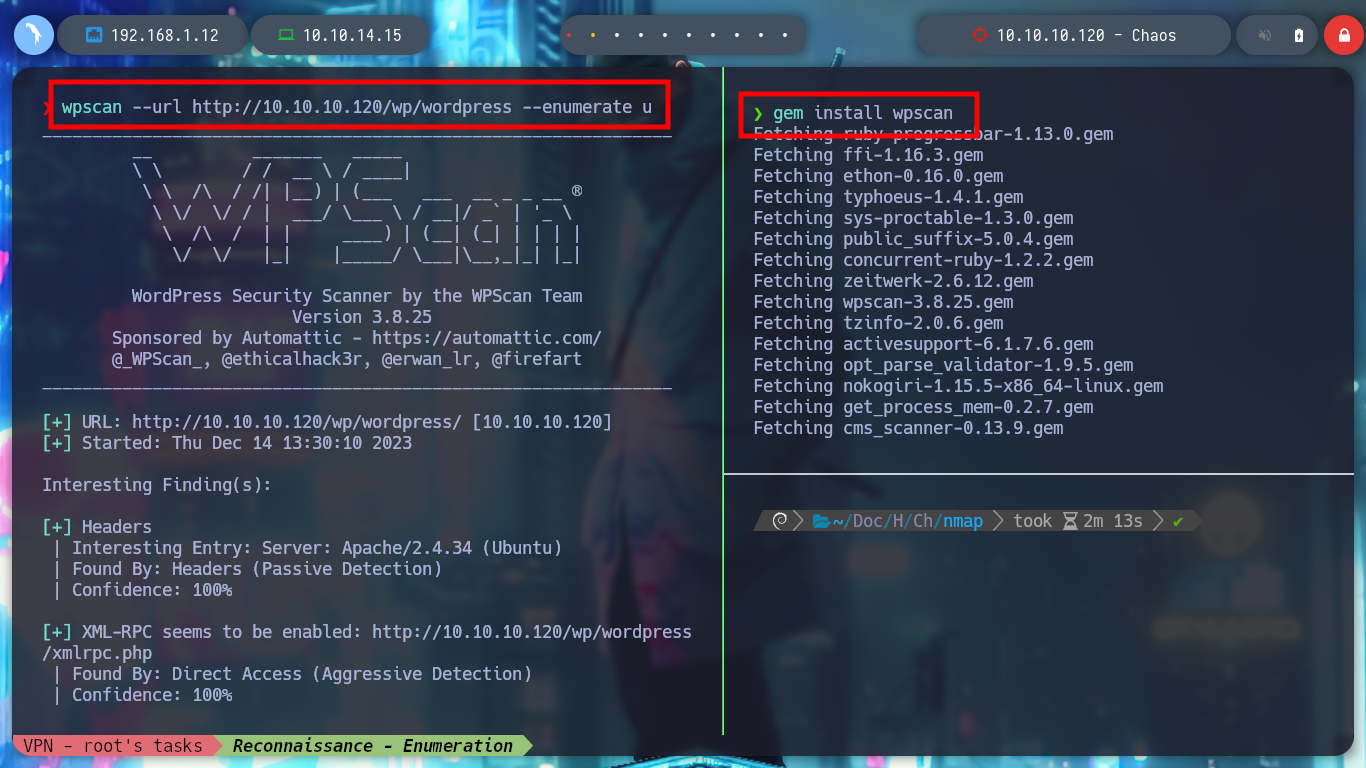 192.168.1.12
10.10.14.15
10.10.10.120 - Chaos
❯ wpscan --url http://10.10.10.120/wp/wordpress --enumerate u
WPScan ®
WordPress Security Scanner by the WPScan Team
Version 3.8.25
Sponsored by Automattic - https://automattic.com/
@_WPScan_, @ethicalhack3r, @erwan_lr, @firefart
[+] URL: http://10.10.10.120/wp/wordpress/ [10.10.10.120]
[+] Started: Thu Dec 14 13:30:10 2023
Interesting Finding(s):
[+] Headers
| Interesting Entry: Server: Apache/2.4.34 (Ubuntu)
| Found By: Headers (Passive Detection)
| Confidence: 100%
[+] XML-RPC seems to be enabled: http://10.10.10.120/wp/wordpress
/xmlrpc.php
| Found By: Direct Access (Aggressive Detection)
| Confidence: 100%
❯ gem install wpscan
Fetching ruby-progressbar-1.13.0.gem
Fetching ffi-1.16.3.gem
Fetching ethon-0.16.0.gem
Fetching typhoeus-1.4.1.gem
Fetching sys-proctable-1.3.0.gem
Fetching public_suffix-5.0.4.gem
Fetching concurrent-ruby-1.2.2.gem
Fetching zeitwerk-2.6.12.gem
Fetching wpscan-3.8.25.gem
Fetching tzinfo-2.0.6.gem
Fetching activesupport-6.1.7.6.gem
Fetching opt_parse_validator-1.9.5.gem
Fetching nokogiri-1.15.5-x86_64-linux.gem
Fetching get_process_mem-0.2.7.gem
Fetching cms_scanner-0.13.9.gem
~/Doc/H/Ch/nmap took 2m 13s ✔
VPN - root's tasks Reconnaissance - Enumeration